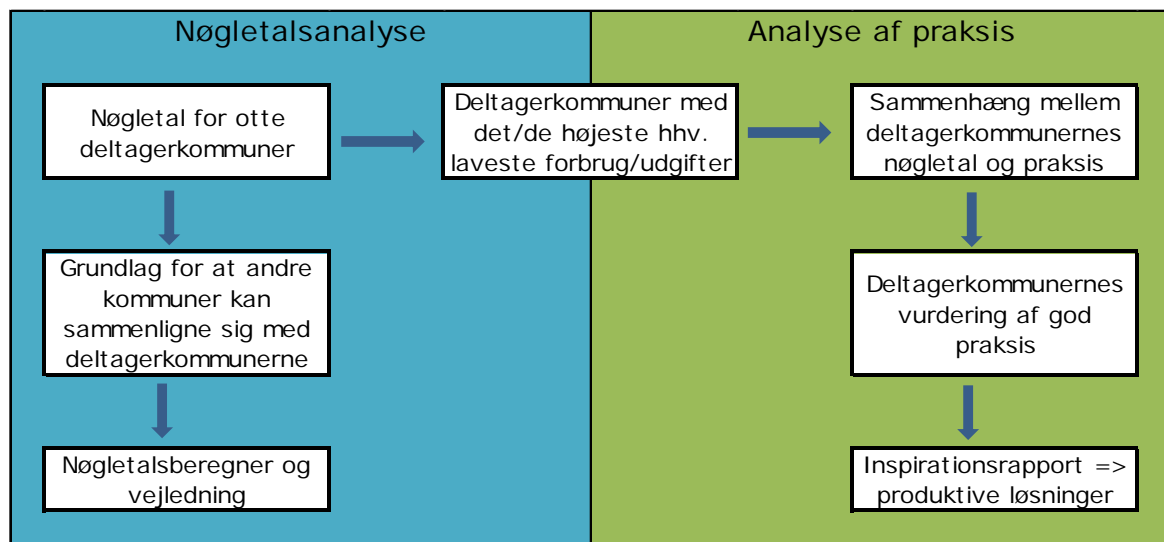 Nøgletalsanalyse
Analyse af praksis
Nøgletal for otte
deltagerkommuner
Deltagerkommuner med
det/de højeste hhv.
laveste forbrug/udgifter
Sammenhæng mellem
deltagerkommunernes
nøgletal og praksis
Grundlag for at andre
kommuner kan
sammenligne sig med
deltagerkommunerne
Deltagerkommunernes
vurdering af god
praksis
Nøgletalsberegner og
vejledning
Inspirationsrapport =>
produktive løsninger